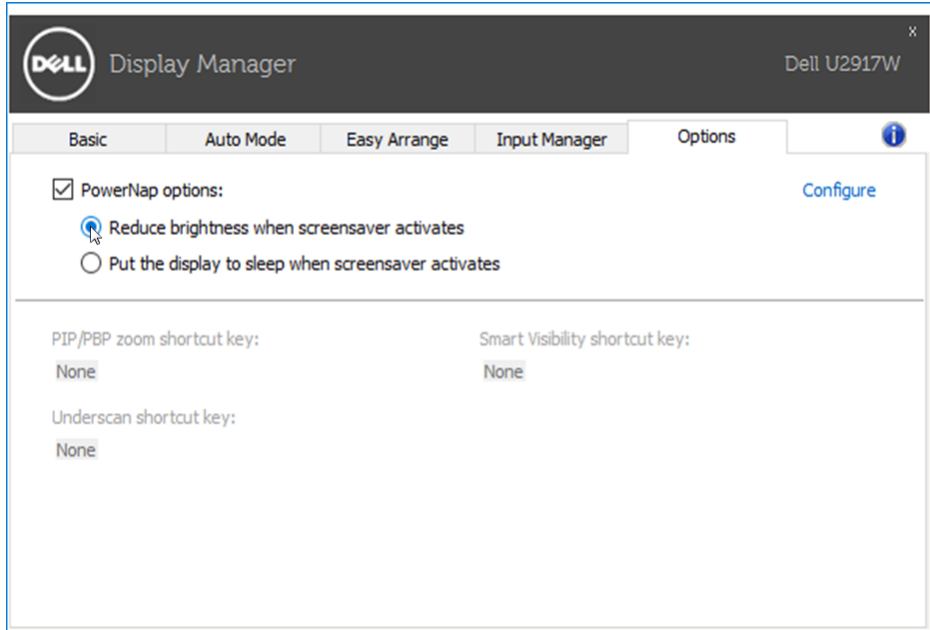 x
DELL Display Manager Dell U2917W
Basic Auto Mode Easy Arrange Input Manager Options i
PowerNap options: Configure
Reduce brightness when screensaver activates
Put the display to sleep when screensaver activates
PIP/PBP zoom shortcut key: Smart Visibility shortcut key:
None None
Underscan shortcut key:
None